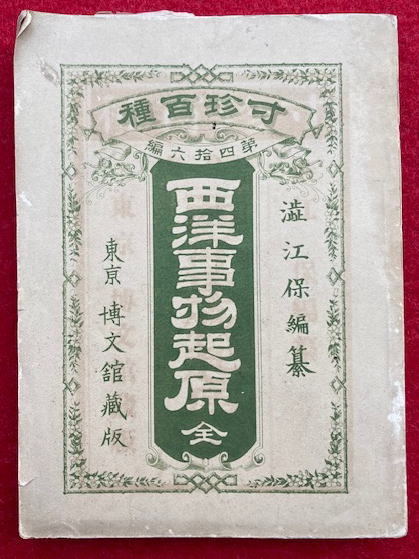 寸珍百種
第四拾六編
澁江保編纂
西洋事物起原 全
東京 博文舘藏版